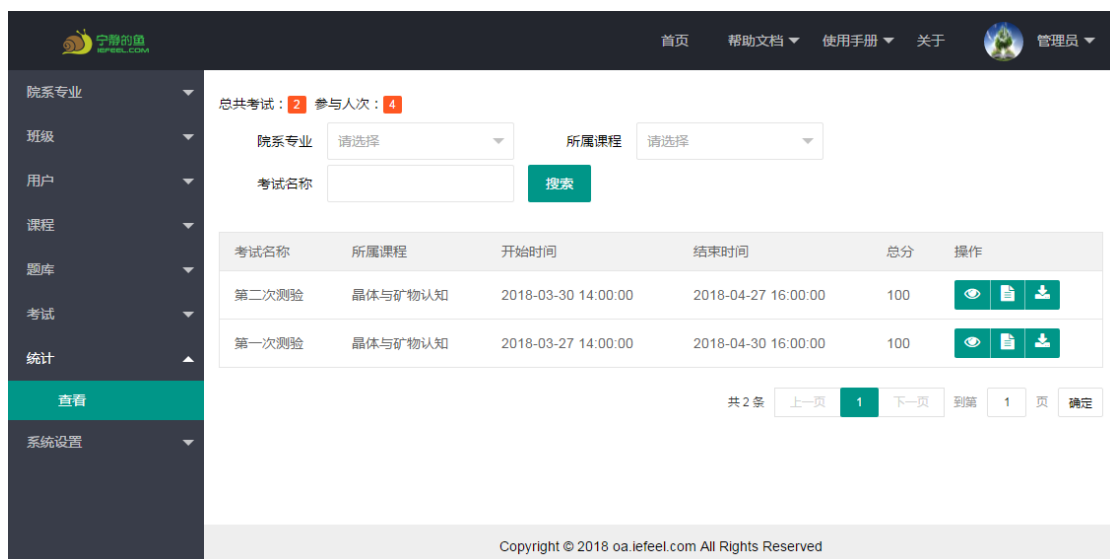 宁静的鱼
IEFEEL.COM
首页 帮助文档 使用手册 关于 管理员
院系专业
班级
用户
课程
题库
考试
统计
查看
系统设置
总共考试：2 参与人次：4
院系专业 请选择 所属课程 请选择
考试名称 搜索
考试名称 所属课程 开始时间 结束时间 总分 操作
第二次测验 晶体与矿物认知 2018-03-30 14:00:00 2018-04-27 16:00:00 100
第一次测验 晶体与矿物认知 2018-03-27 14:00:00 2018-04-30 16:00:00 100
共 2 条 上一页 1 下一页 到第 1 页 确定
Copyright © 2018 oa.iefeel.com All Rights Reserved